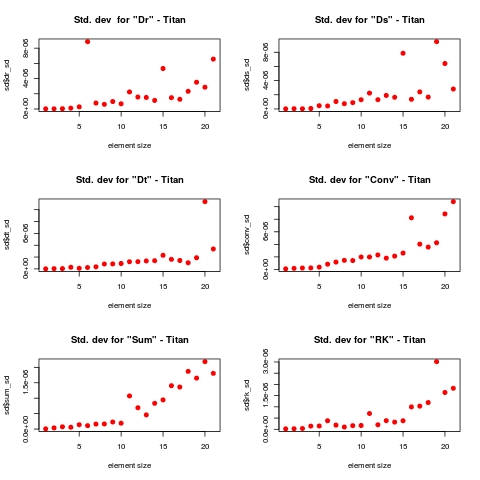 Std. dev  for "Dr" - Titan
sd$dr_sd
0e+00 4e-06 8e-06
5 10 15 20
element size
Std. dev for "Ds" - Titan
sd$ds_sd
0e+00 4e-06 8e-06
5 10 15 20
element size
Std. dev for "Dt" - Titan
sd$dt_sd
0e+00 6e-06
5 10 15 20
element size
Std. dev for "Conv" - Titan
sd$conv_sd
0e+00 6e-06
5 10 15 20
element size
Std. dev for "Sum" - Titan
sd$sum_sd
0.0e+00 1.5e-06
5 10 15 20
element size
Std. dev for "RK" - Titan
sd$rk_sd
0.0e+00 1.5e-06 3.0e-06
5 10 15 20
element size